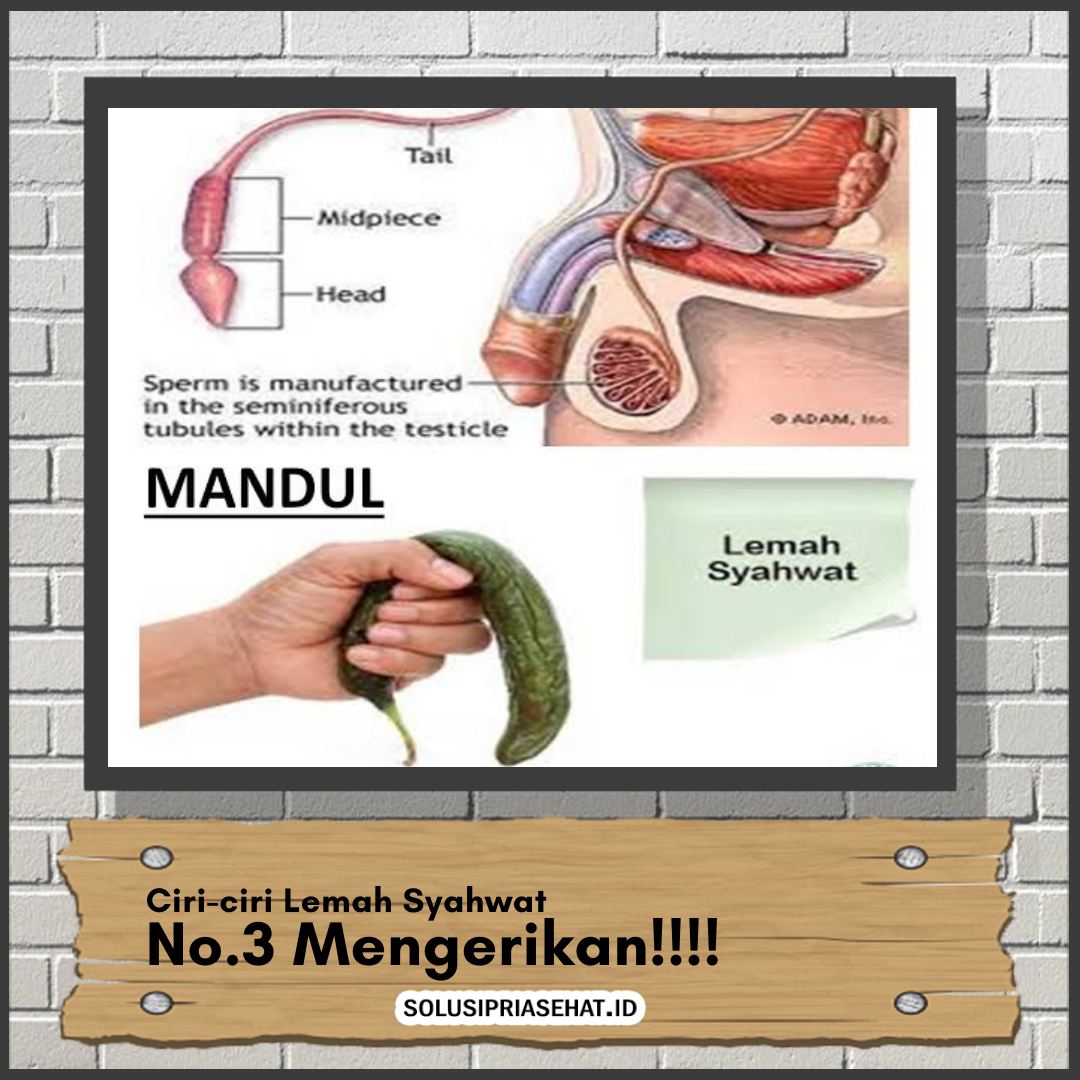 Tail
Midpiece
Head
Sperm is manufactured
in the seminiferous
tubules within the testicle
© ADAM, Inc.
MANDUL
Lemah
Syahwat
Ciri-ciri Lemah Syahwat
No.3 Mengerikan!!!!
SOLUSIPRIASEHAT.ID